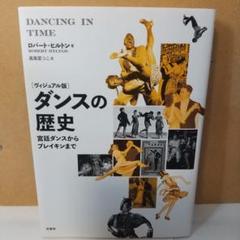 DANCING IN
TIME
ロバート・ヒルトン 著
ROBERT HYLTON
[ヴィジュアル版]
ダンスの
歴史
宮廷ダンスから
ブレイキンまで